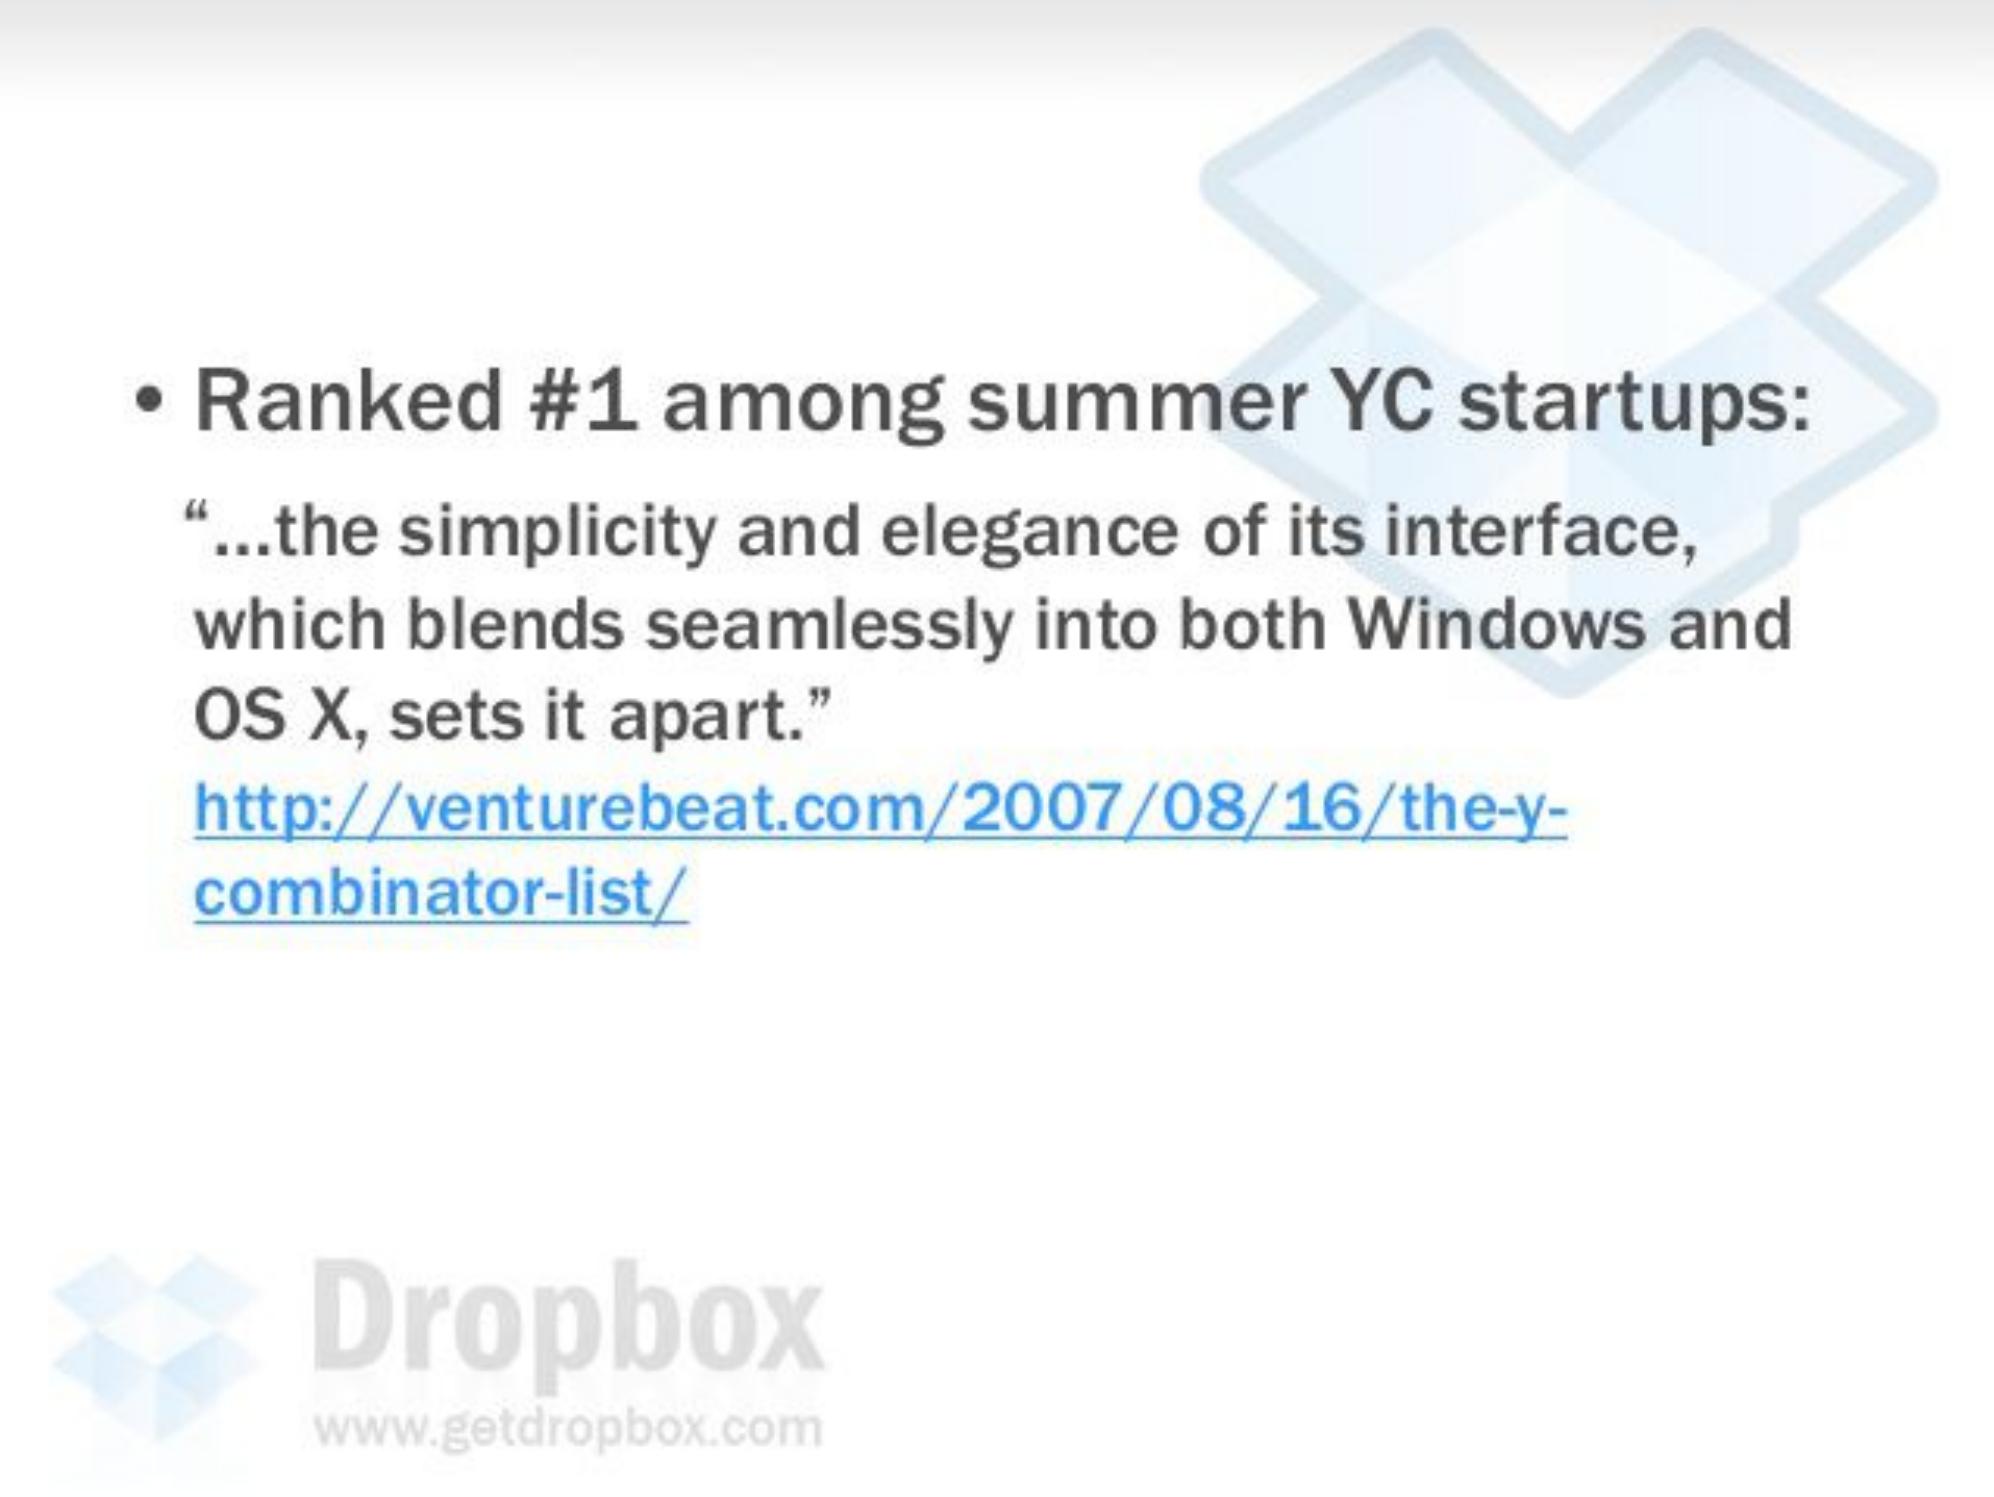 • Ranked #1 among summer YC startups:
“...the simplicity and elegance of its interface,
which blends seamlessly into both Windows and
OS X, sets it apart.”
http://venturebeat.com/2007/08/16/the-y-
combinator-list/
Dropbox
www.getdropbox.com